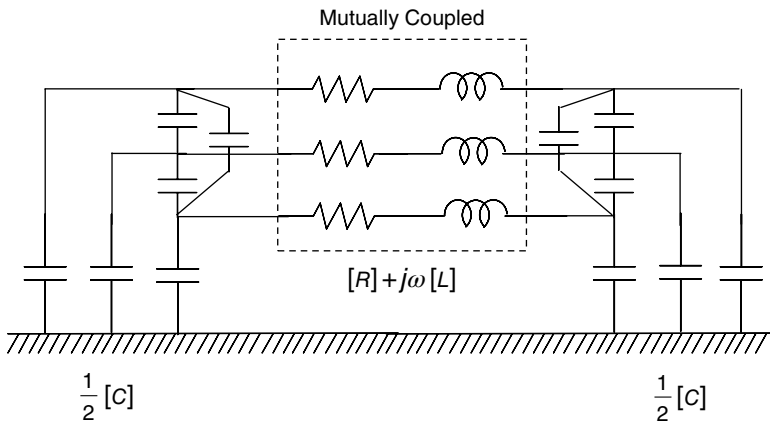 Mutually Coupled
[R] + jω [L]
1/2 [C]
1/2 [C]